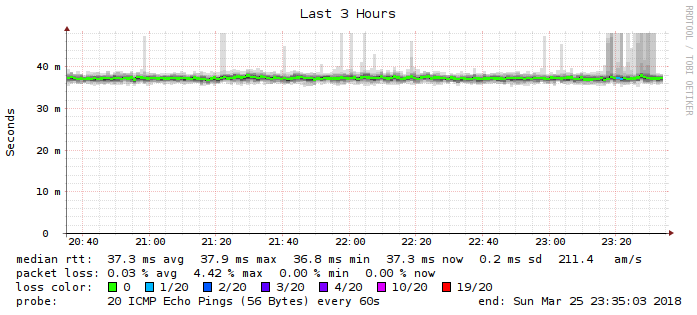 Last 3 Hours
RRDTOOL / TOBI OETIKER
Seconds
40 m
30 m
20 m
10 m
0
20:40 21:00 21:20 21:40 22:00 22:20 22:40 23:00 23:20
median rtt: 37.3 ms avg 37.9 ms max 36.8 ms min 37.3 ms now 0.2 ms sd 211.4 am/s
packet loss: 0.03 % avg 4.42 % max 0.00 % min 0.00 % now
loss color: 0 1/20 2/20 3/20 4/20 10/20 19/20
probe: 20 ICMP Echo Pings (56 Bytes) every 60s end: Sun Mar 25 23:35:03 2018